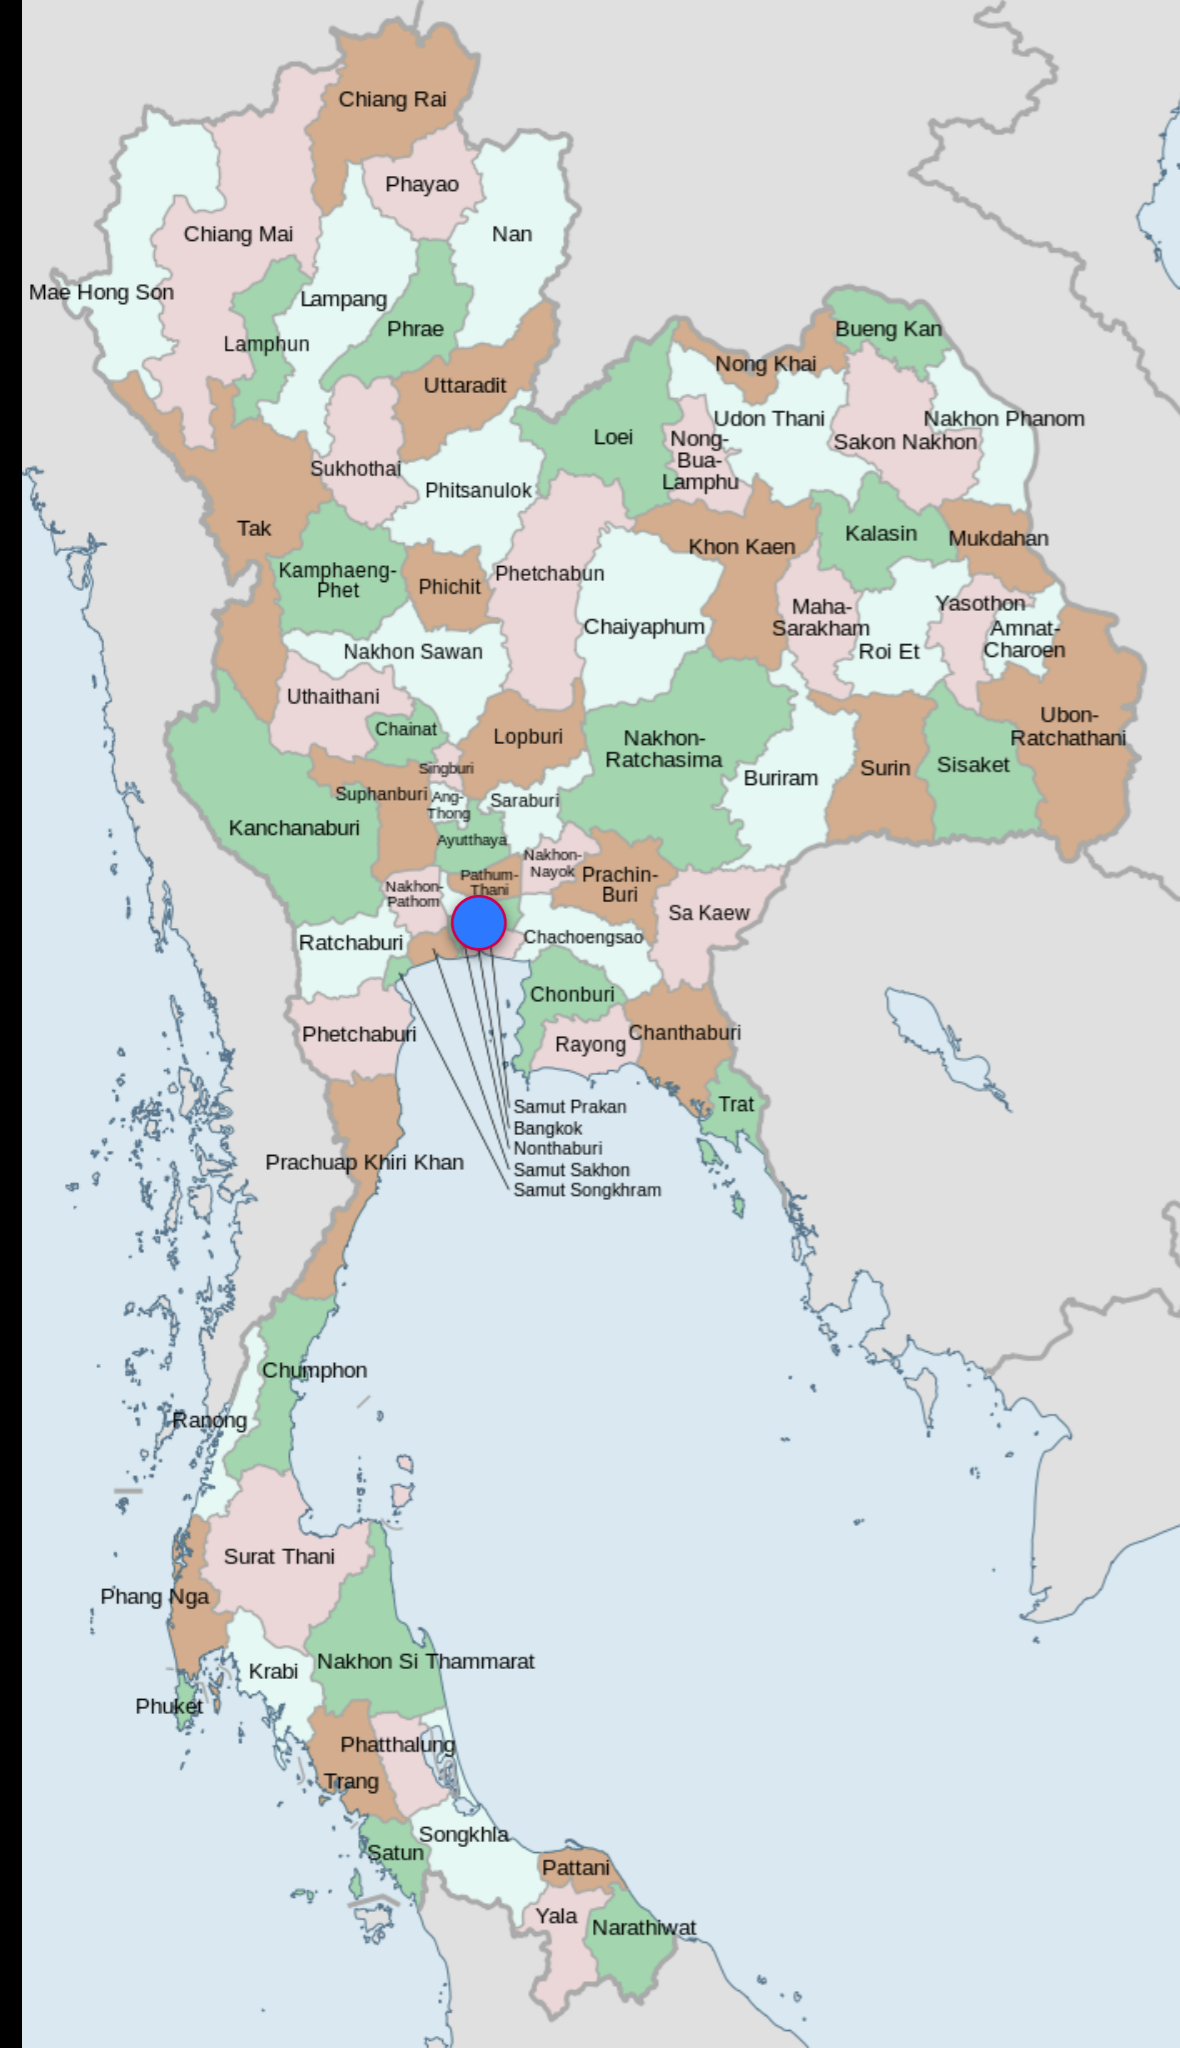 Chiang Rai
Phayao
Chiang Mai
Nan
Mae Hong Son
Lampang
Phrae
Lamphun
Bueng Kan
Nong Khai
Uttaradit
Udon Thani
Nakhon Phanom
Loei
Nong-
Bua-
Lamphu
Sakon Nakhon
Sukhothai
Phitsanulok
Tak
Khon Kaen
Kalasin
Mukdahan
Kamphaeng-
Phet
Phichit
Phetchabun
Maha-
Sarakham
Yasothon
Amnat-
Charoen
Chaiyaphum
Roi Et
Nakhon Sawan
Uthaithani
Chainat
Lopburi
Nakhon-
Ratchasima
Ubon-
Ratchathani
Singburi
Buriram
Surin
Sisaket
Suphanburi
Ang-
Thong
Saraburi
Kanchanaburi
Ayutthaya
Nakhon-
Nayok
Pathum-
Thani
Prachin-
Buri
Nakhon-
Pathom
Sa Kaew
Ratchaburi
Chachoengsao
Chonburi
Phetchaburi
Rayong
Chanthaburi
Trat
Samut Prakan
Bangkok
Nonthaburi
Samut Sakhon
Samut Songkhram
Prachuap Khiri Khan
Chumphon
Ranong
Surat Thani
Phang Nga
Nakhon Si Thammarat
Krabi
Phuket
Phatthalung
Trang
Songkhla
Satun
Pattani
Yala
Narathiwat